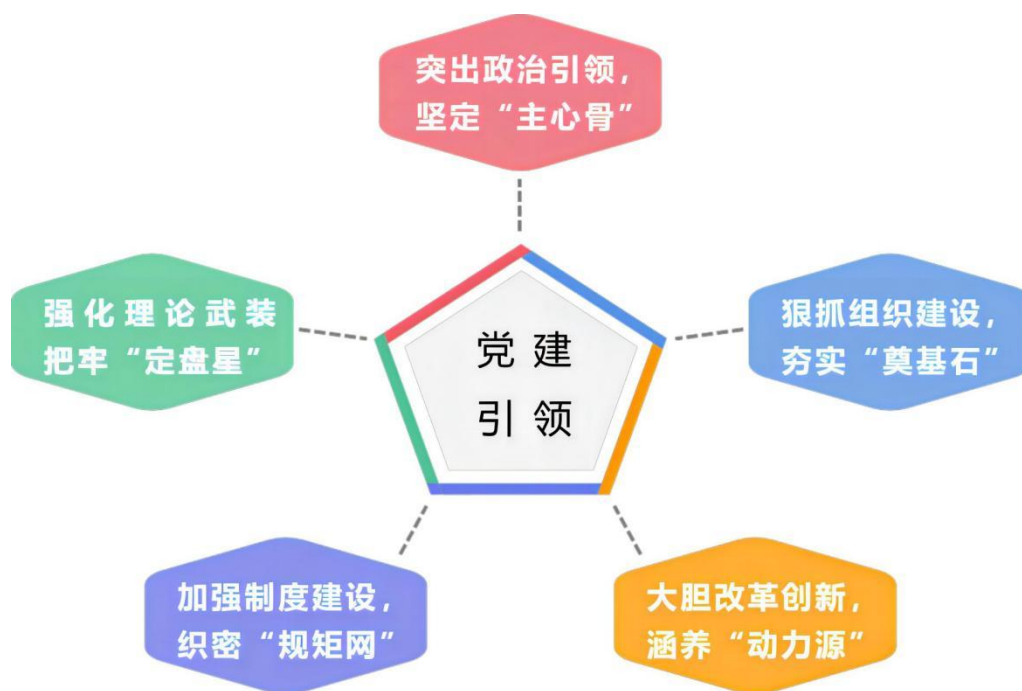 突出政治引领，
坚定“主心骨”
强化理论武装
把牢“定盘星”
党建
引领
狠抓组织建设，
夯实“奠基石”
加强制度建设，
织密“规矩网”
大胆改革创新，
涵养“动力源”